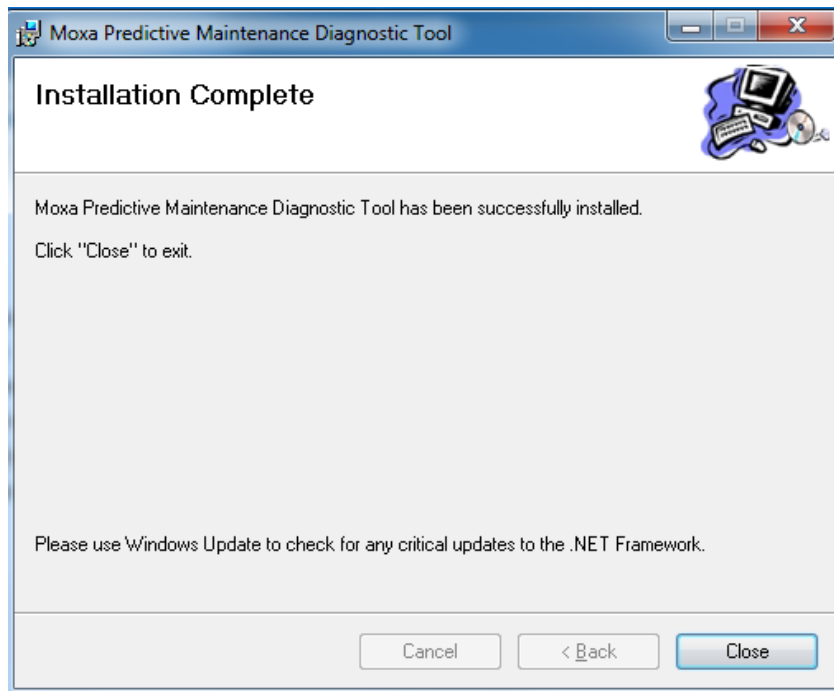 Moxa Predictive Maintenance Diagnostic Tool
Installation Complete
Moxa Predictive Maintenance Diagnostic Tool has been successfully installed.
Click "Close" to exit.
Please use Windows Update to check for any critical updates to the .NET Framework.
Cancel
< Back
Close